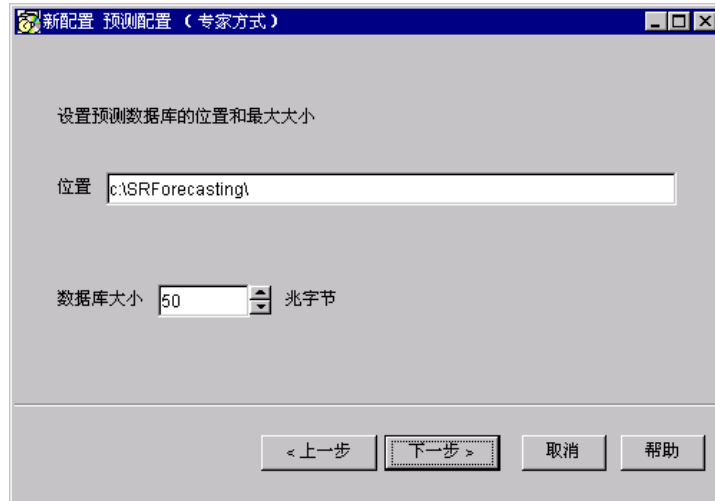 新配置 预测配置 （专家方式）
设置预测数据库的位置和最大大小
位置 c:\SRForecasting\
数据库大小 50 兆字节
<上一步 下一步> 取消 帮助